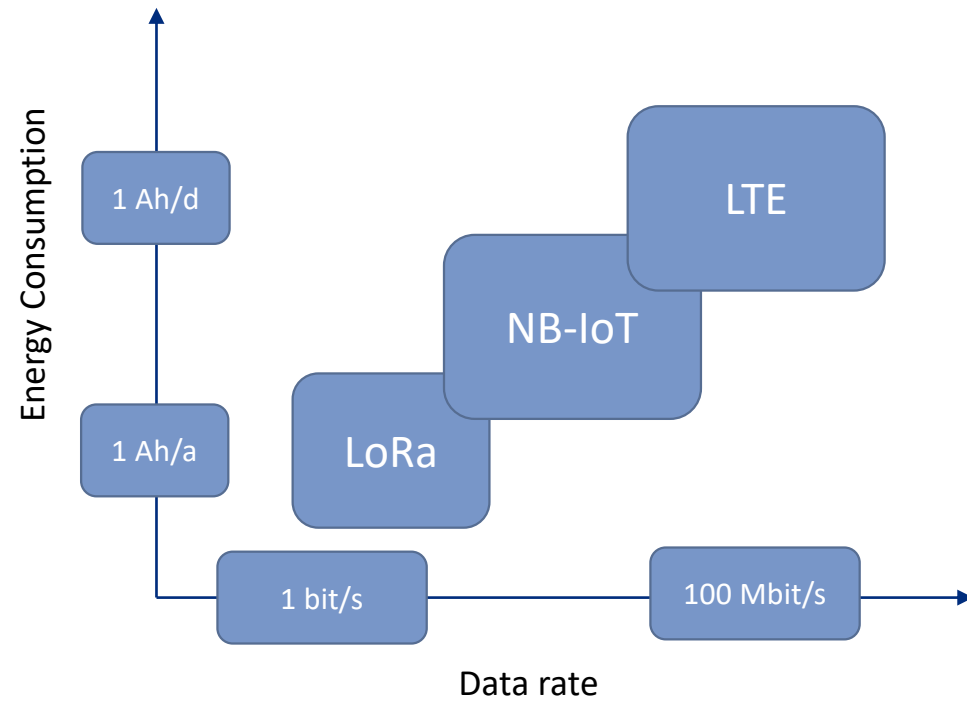 Energy Consumption
1 Ah/d
LTE
NB-IoT
1 Ah/a
LoRa
1 bit/s
100 Mbit/s
Data rate